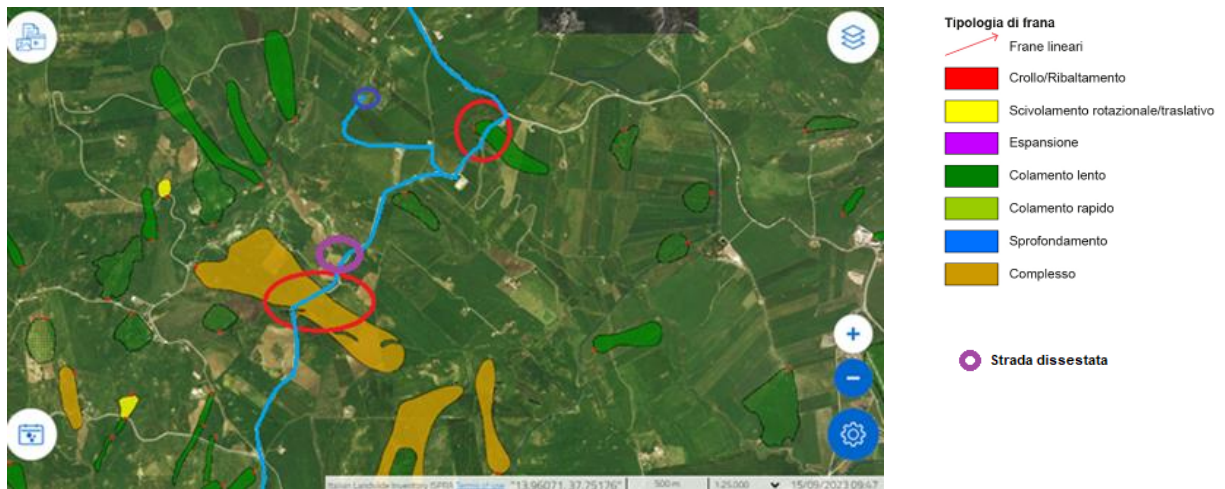 Tipologia di frana
Frane lineari
Crollo/Ribaltamento
Scivolamento rotazionale/traslativo
Espansione
Colamento lento
Colamento rapido
Sprofondamento
Complesso
Strada dissestata
+
−
Italian Landslide Inventory ISPRA Terms of use "13.96071, 37.75176" 500 m 1:25.000 15/09/2023 09:47